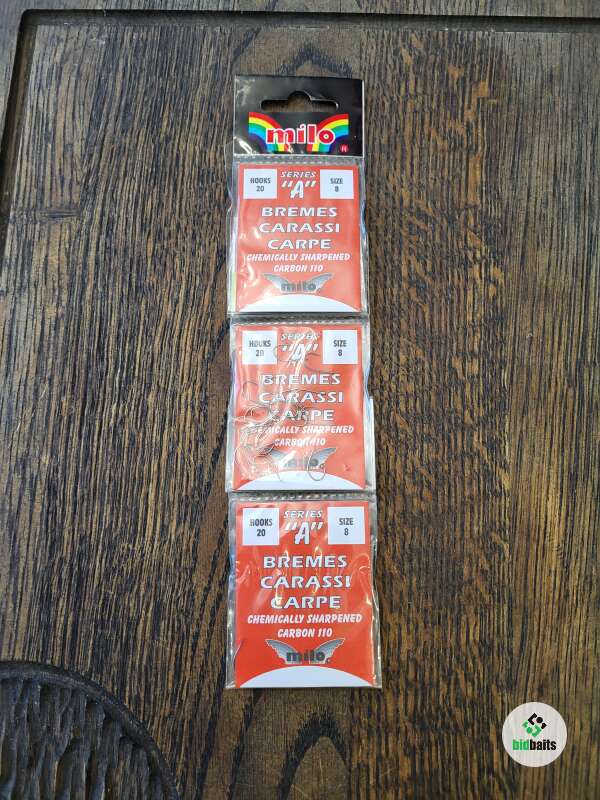 milo
R
HOOKS
20
SERIES
"A"
SIZE
8
BREMES
CARASSI
CARPE
CHEMICALLY SHARPENED
CARBON 110
milo
HOOKS
20
SERIES
"A"
SIZE
8
BREMES
CARASSI
CARPE
CHEMICALLY SHARPENED
CARBON 110
milo
HOOKS
20
SERIES
"A"
SIZE
8
BREMES
CARASSI
CARPE
CHEMICALLY SHARPENED
CARBON 110
milo
bidbaits